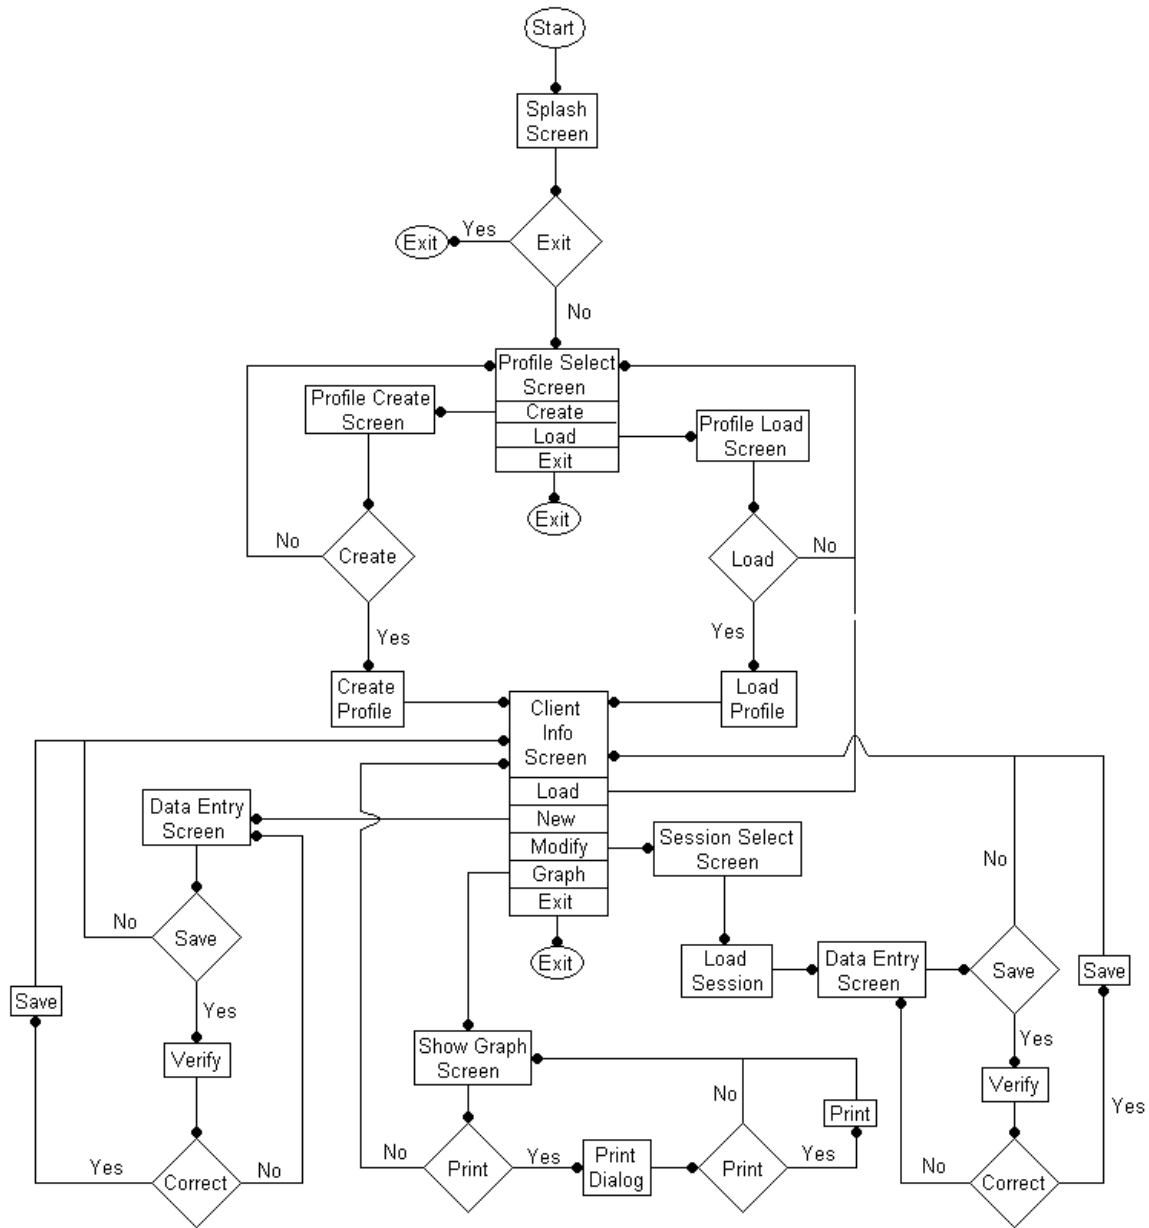 Start
Splash
Screen
Yes
Exit
Exit
No
Profile Select
Screen
Create
Load
Exit
Exit
Profile Create
Screen
No
Create
Yes
Create
Profile
Profile Load
Screen
Load
No
Yes
Load
Profile
Client
Info
Screen
Load
New
Modify
Graph
Exit
Exit
Data Entry
Screen
No
Save
Save
Yes
Verify
Yes
Correct
No
Show Graph
Screen
No
Print
Yes
Print
Dialog
Print
No
Yes
Print
Session Select
Screen
Load
Session
Data Entry
Screen
No
Save
Save
Yes
Verify
Yes
No
Correct